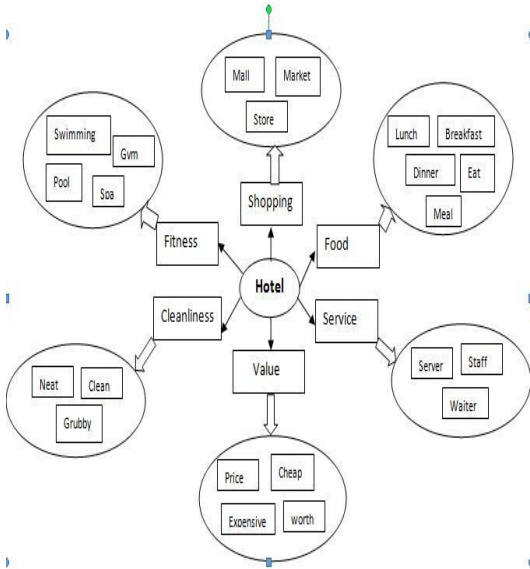 Mall
Market
Store
Swimming
Gvm
Pool
Spa
Lunch
Breakfast
Dinner
Eat
Meal
Shopping
Fitness
Food
Hotel
Cleanliness
Service
Value
Neat
Clean
Grubby
Server
Staff
Waiter
Price
Cheap
Expensive
worth